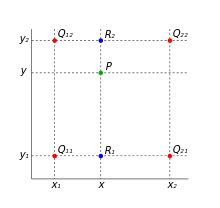 y₂ Q₁₂ R₂ Q₂₂
y P
y₁ Q₁₁ R₁ Q₂₁
x₁ x x₂